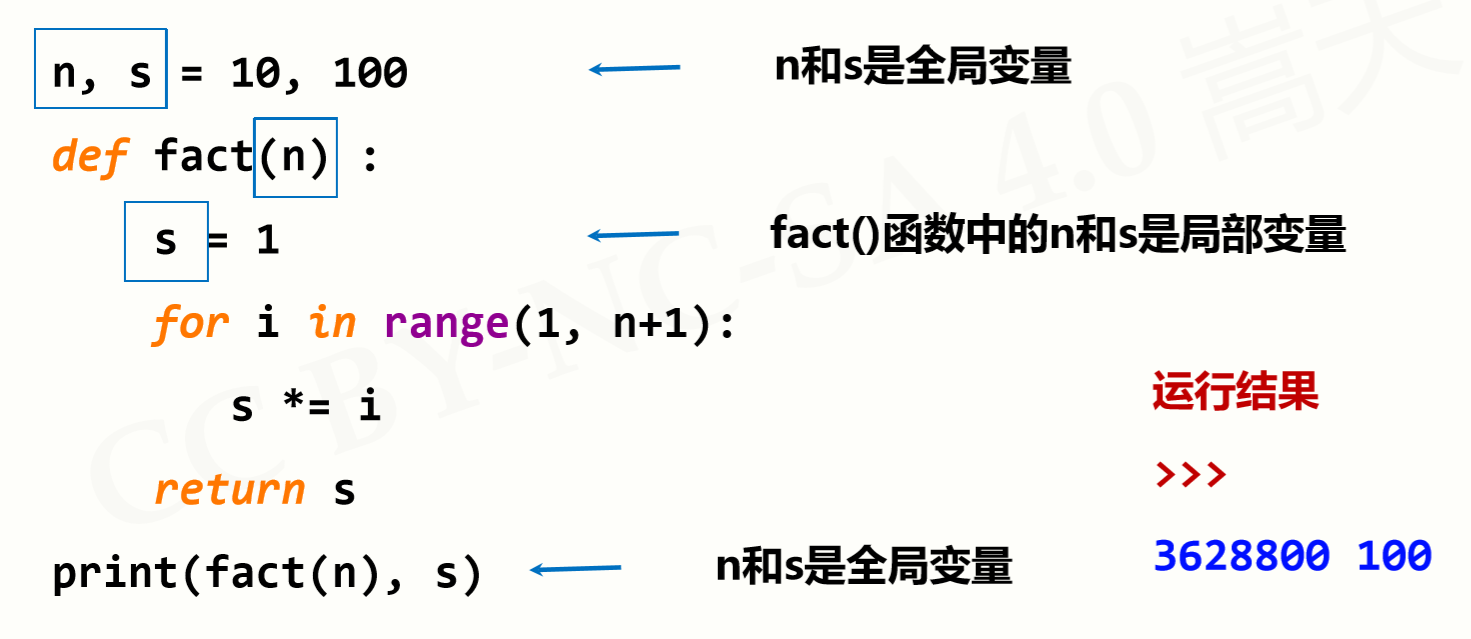 n, s = 10, 100
n和s是全局变量
def fact(n) :
s = 1
fact()函数中的n和s是局部变量
for i in range(1, n+1):
s *= i
return s
print(fact(n), s)
n和s是全局变量
运行结果
>>>
3628800 100
CC BY-NC-SA 4.0 嵩天